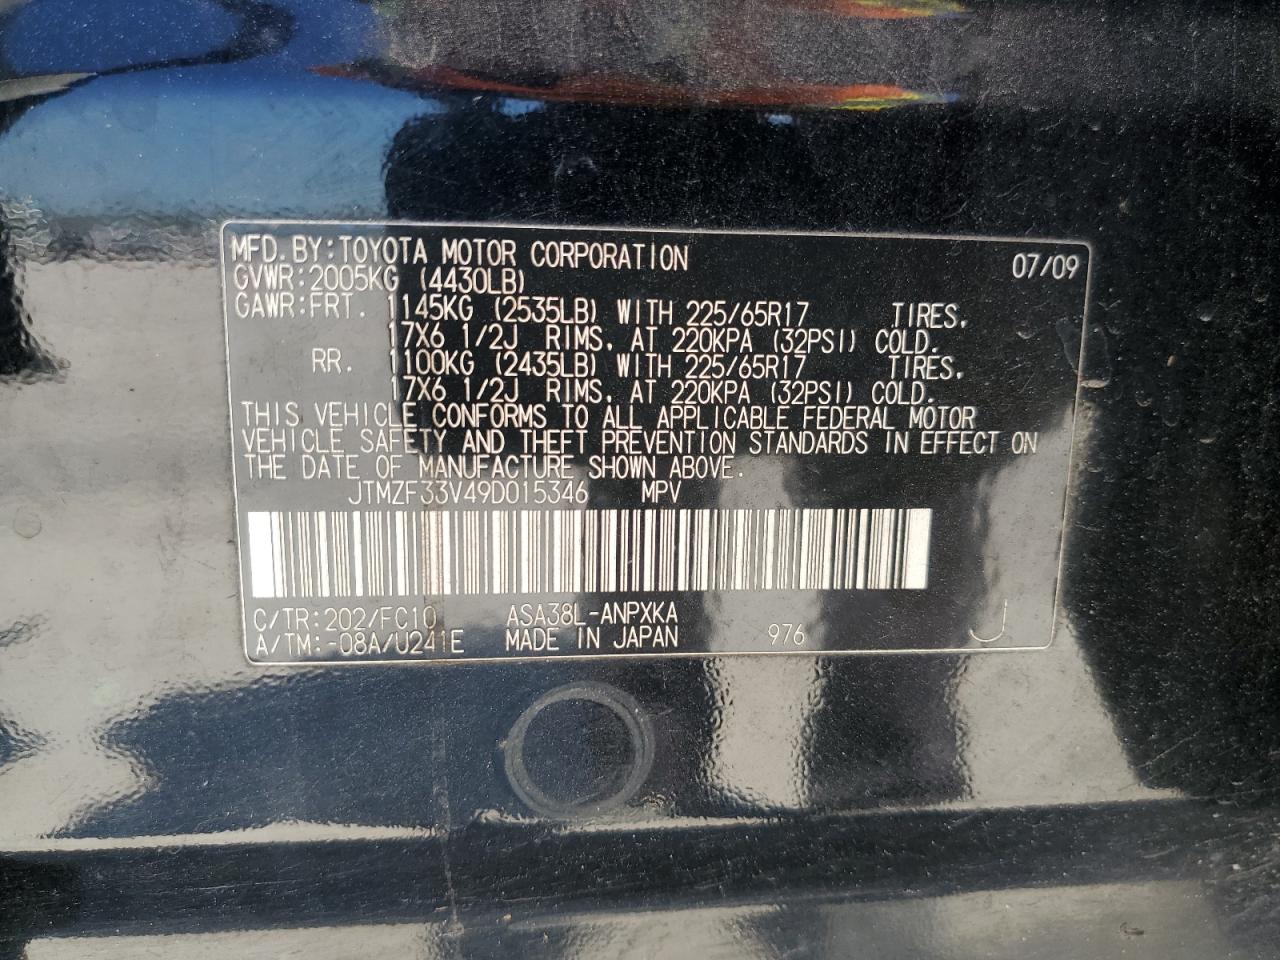 MFD. BY: TOYOTA MOTOR CORPORATION 07/09
GVWR: 2005KG (4430LB)
GAWR: FRT. 1145KG (2535LB) WITH 225/65R17 TIRES,
17X6 1/2J RIMS, AT 220KPA (32PSI) COLD.
RR. 1100KG (2435LB) WITH 225/65R17 TIRES,
17X6 1/2J RIMS, AT 220KPA (32PSI) COLD.
THIS VEHICLE CONFORMS TO ALL APPLICABLE FEDERAL MOTOR
VEHICLE SAFETY AND THEFT PREVENTION STANDARDS IN EFFECT ON
THE DATE OF MANUFACTURE SHOWN ABOVE.
JTMZF33V49D015346 MPV
C/TR: 202/FC10 ASA38L-ANPXKA
A/TM: -08A/U241E MADE IN JAPAN 976 J